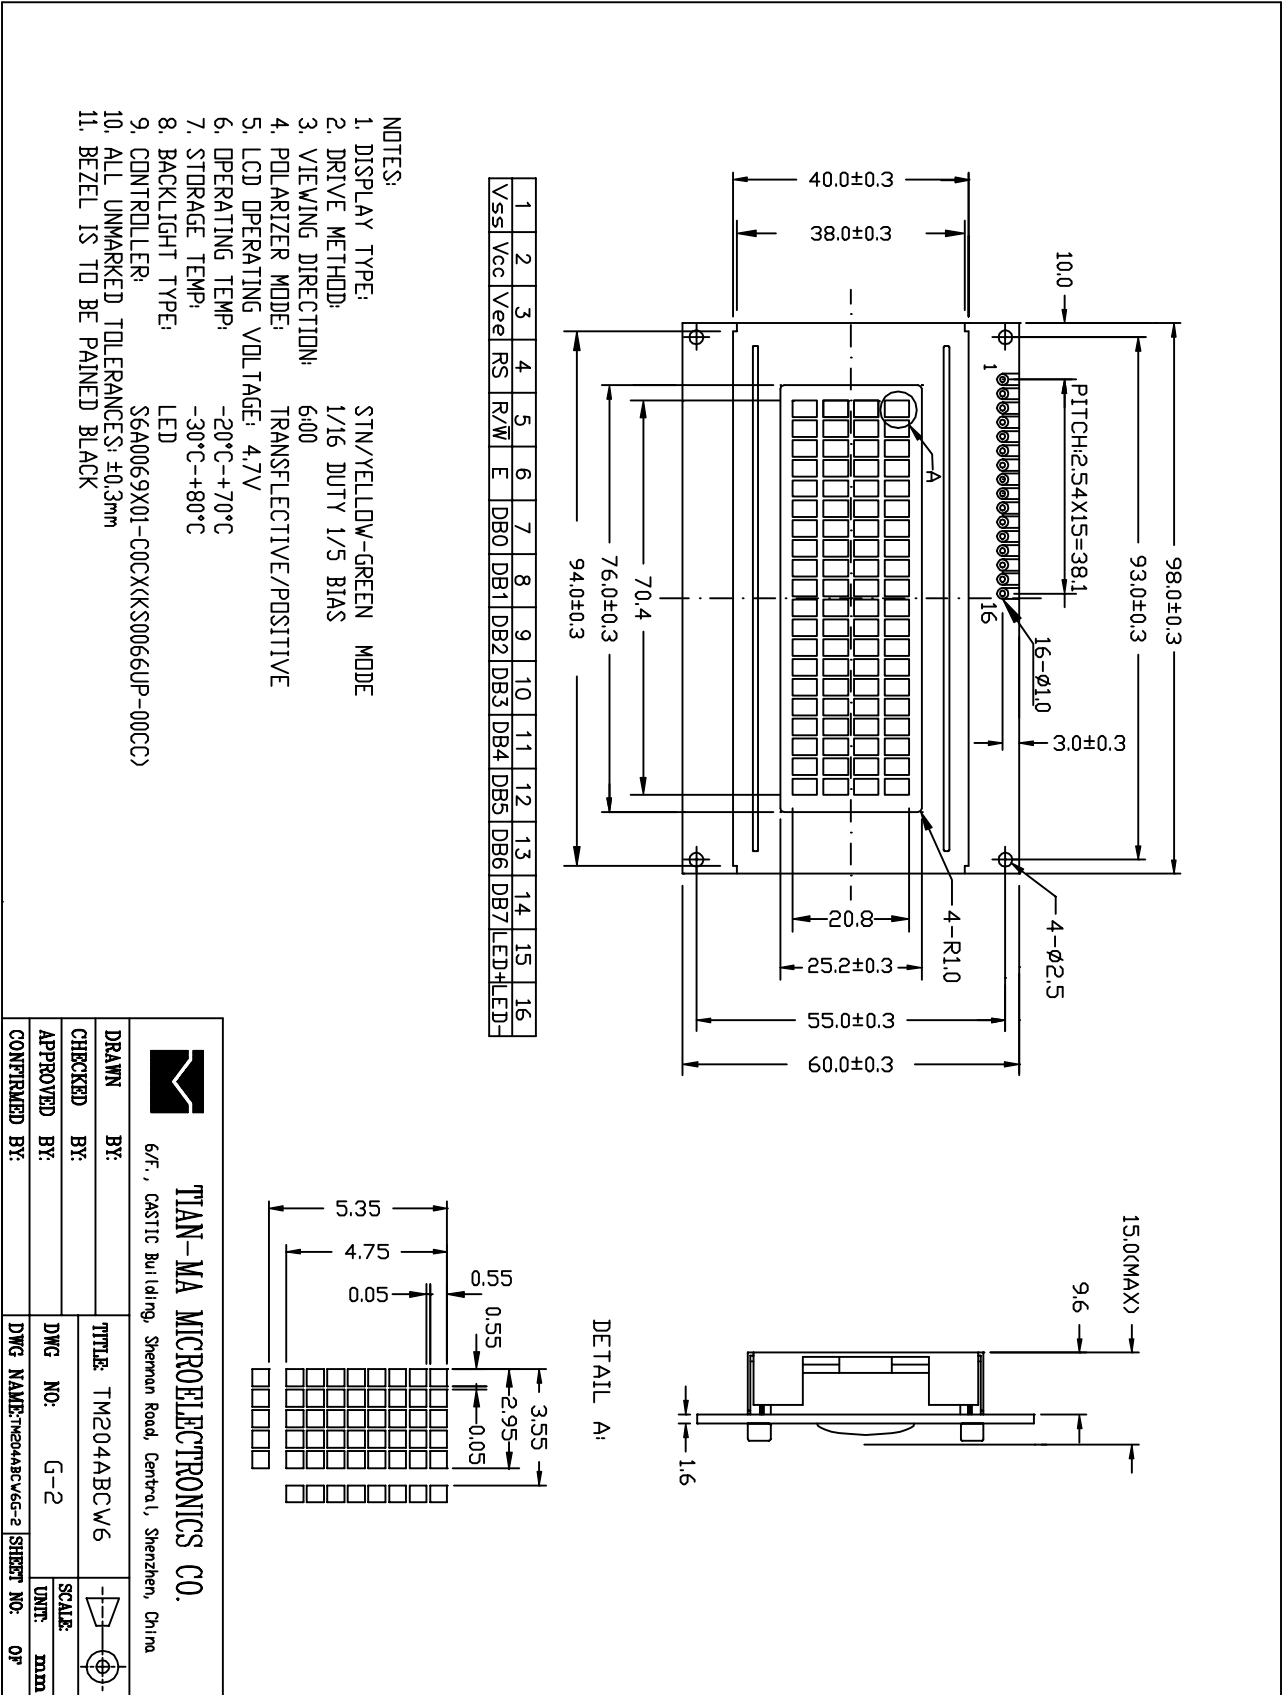 98.0±0.3
93.0±0.3
10.0
PITCH:2.54X15=38.1
16-Ø1.0
3.0±0.3
4-Ø2.5
1
16
40.0±0.3
38.0±0.3
A
4-R1.0
20.8
25.2±0.3
55.0±0.3
60.0±0.3
70.4
76.0±0.3
94.0±0.3
15.0(MAX)
9.6
1.6
1 2 3 4 5 6 7 8 9 10 11 12 13 14 15 16
Vss Vcc Vee RS R/W̅ E DB0 DB1 DB2 DB3 DB4 DB5 DB6 DB7 LED+ LED-
DETAIL A:
3.55
2.95
0.55
0.05
0.55
0.05
4.75
5.35
NOTES:
1. DISPLAY TYPE: STN/YELLOW-GREEN MODE
2. DRIVE METHOD: 1/16 DUTY 1/5 BIAS
3. VIEWING DIRECTION: 6:00
4. POLARIZER MODE: TRANSFLECTIVE/POSITIVE
5. LCD OPERATING VOLTAGE: 4.7V
6. OPERATING TEMP: -20°C-+70°C
7. STORAGE TEMP: -30°C-+80°C
8. BACKLIGHT TYPE: LED
9. CONTROLLER: S6A0069X01-C0CX(KS0066UP-00CC)
10. ALL UNMARKED TOLERANCES: ±0.3mm
11. BEZEL IS TO BE PAINED BLACK
TIAN-MA MICROELECTRONICS CO.
6/F., CASTIC Building, Shennan Road, Central, Shenzhen, China
DRAWN BY:
CHECKED BY:
APPROVED BY:
CONFIRMED BY:
TITLE: TM204ABCW6
DWG NO: G-2
DWG NAME:TM204ABCW6G-2
SCALE:
UNIT: mm
SHEET NO: OF